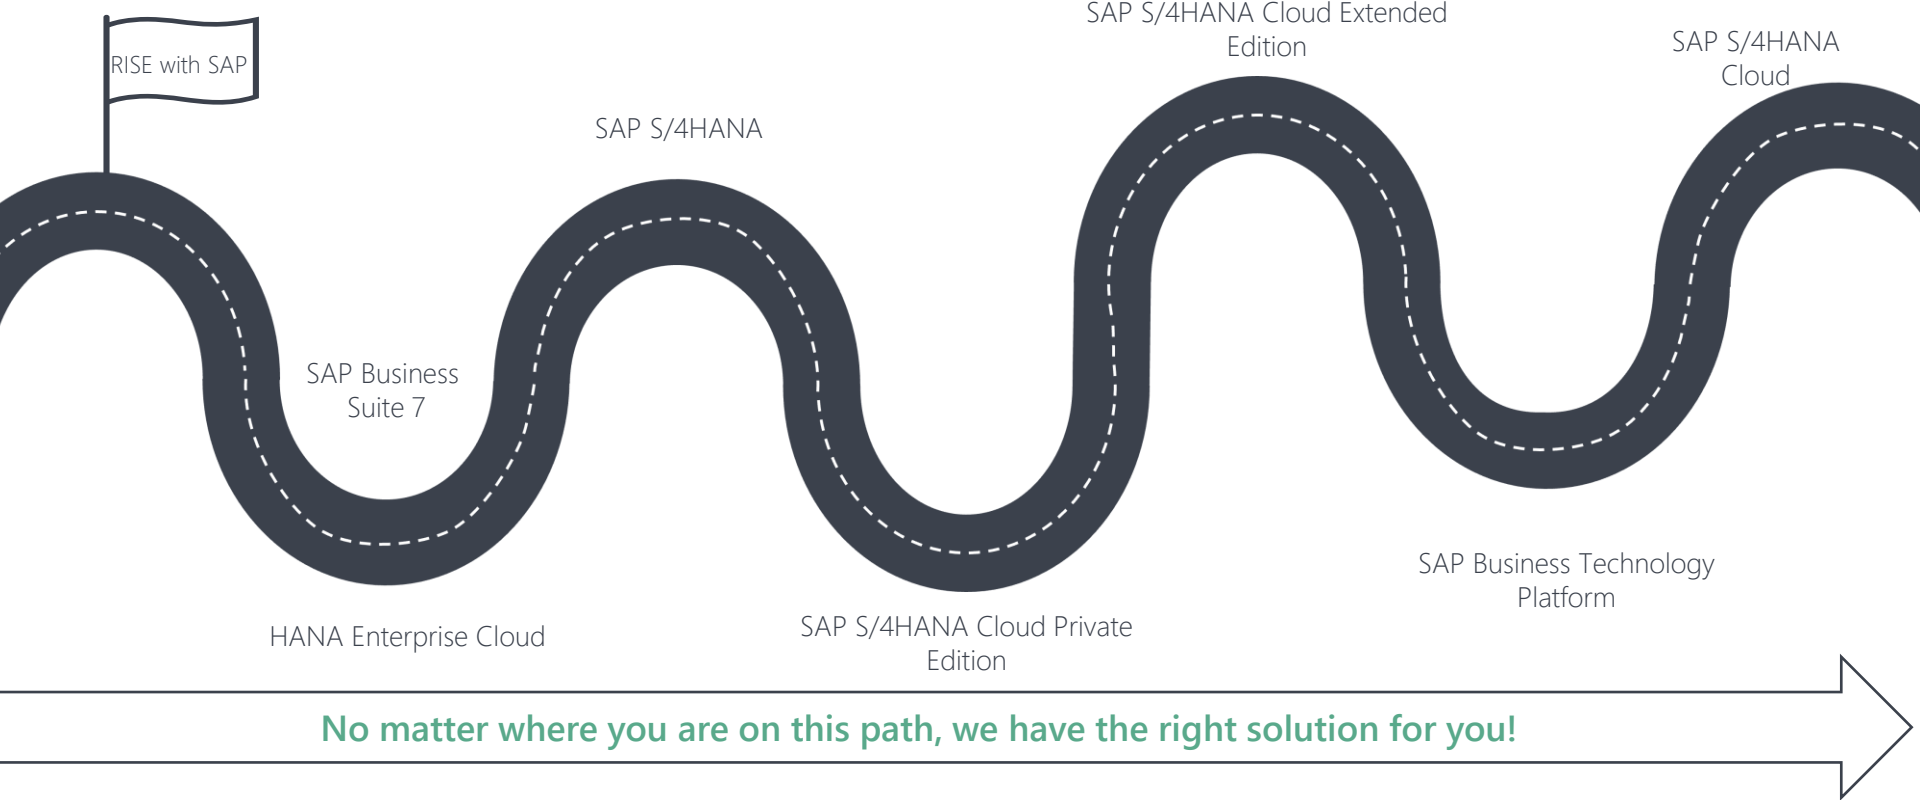 RISE with SAP
SAP Business
Suite 7
HANA Enterprise Cloud
SAP S/4HANA
SAP S/4HANA Cloud Private
Edition
SAP S/4HANA Cloud Extended
Edition
SAP Business Technology
Platform
SAP S/4HANA
Cloud
No matter where you are on this path, we have the right solution for you!